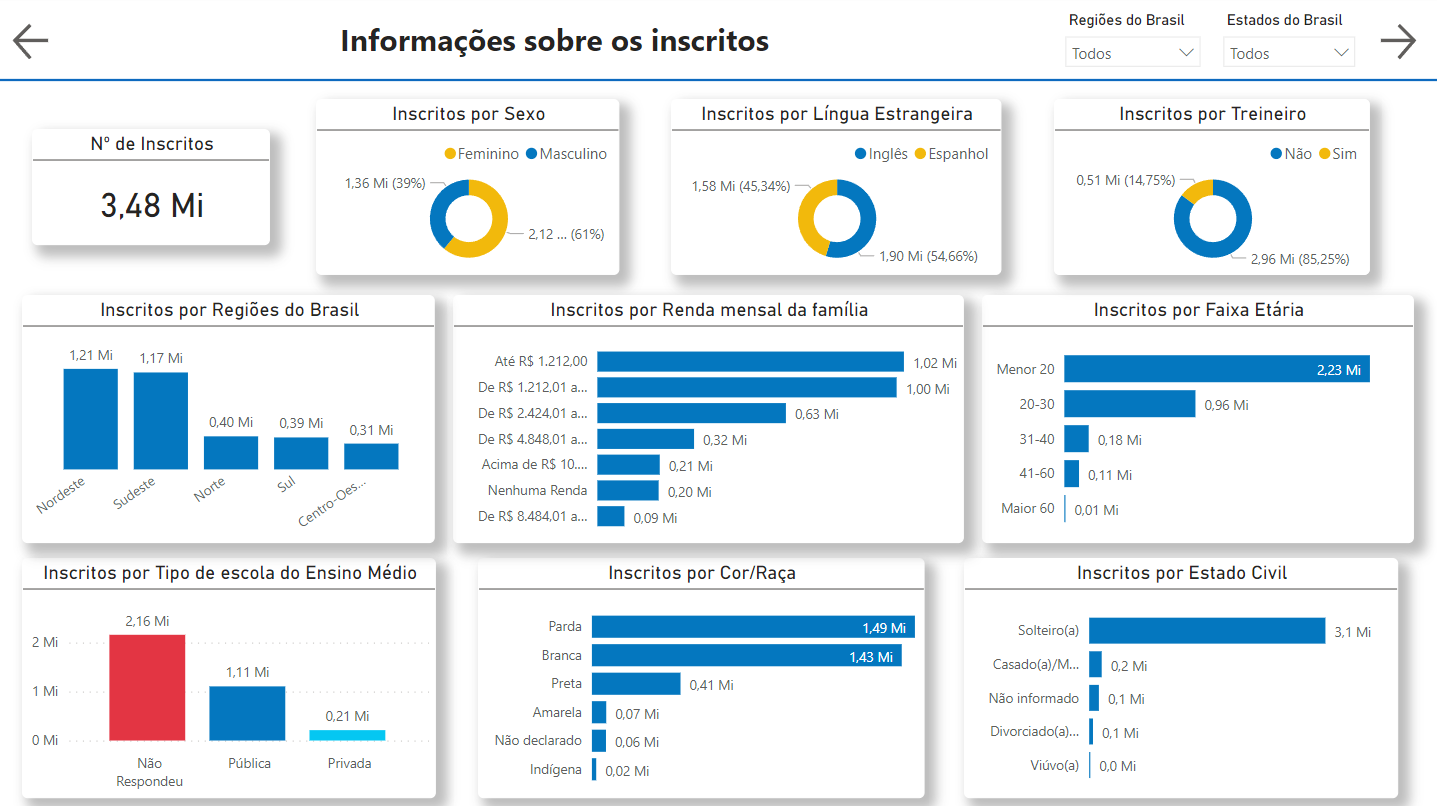 Informações sobre os inscritos
Regiões do Brasil
Todos
Estados do Brasil
Todos
Nº de Inscritos
3,48 Mi
Inscritos por Sexo
Feminino Masculino
1,36 Mi (39%)
2,12 ... (61%)
Inscritos por Língua Estrangeira
Inglês Espanhol
1,58 Mi (45,34%)
1,90 Mi (54,66%)
Inscritos por Treineiro
Não Sim
0,51 Mi (14,75%)
2,96 Mi (85,25%)
Inscritos por Regiões do Brasil
1,21 Mi
1,17 Mi
0,40 Mi
0,39 Mi
0,31 Mi
Nordeste
Sudeste
Norte
Sul
Centro-Oes...
Inscritos por Renda mensal da família
Até R$ 1.212,00 1,02 Mi
De R$ 1.212,01 a... 1,00 Mi
De R$ 2.424,01 a... 0,63 Mi
De R$ 4.848,01 a... 0,32 Mi
Acima de R$ 10.... 0,21 Mi
Nenhuma Renda 0,20 Mi
De R$ 8.484,01 a... 0,09 Mi
Inscritos por Faixa Etária
Menor 20 2,23 Mi
20-30 0,96 Mi
31-40 0,18 Mi
41-60 0,11 Mi
Maior 60 0,01 Mi
Inscritos por Tipo de escola do Ensino Médio
2 Mi
1 Mi
0 Mi
2,16 Mi
1,11 Mi
0,21 Mi
Não
Respondeu
Pública
Privada
Inscritos por Cor/Raça
Parda 1,49 Mi
Branca 1,43 Mi
Preta 0,41 Mi
Amarela 0,07 Mi
Não declarado 0,06 Mi
Indígena 0,02 Mi
Inscritos por Estado Civil
Solteiro(a) 3,1 Mi
Casado(a)/M... 0,2 Mi
Não informado 0,1 Mi
Divorciado(a)... 0,1 Mi
Viúvo(a) 0,0 Mi